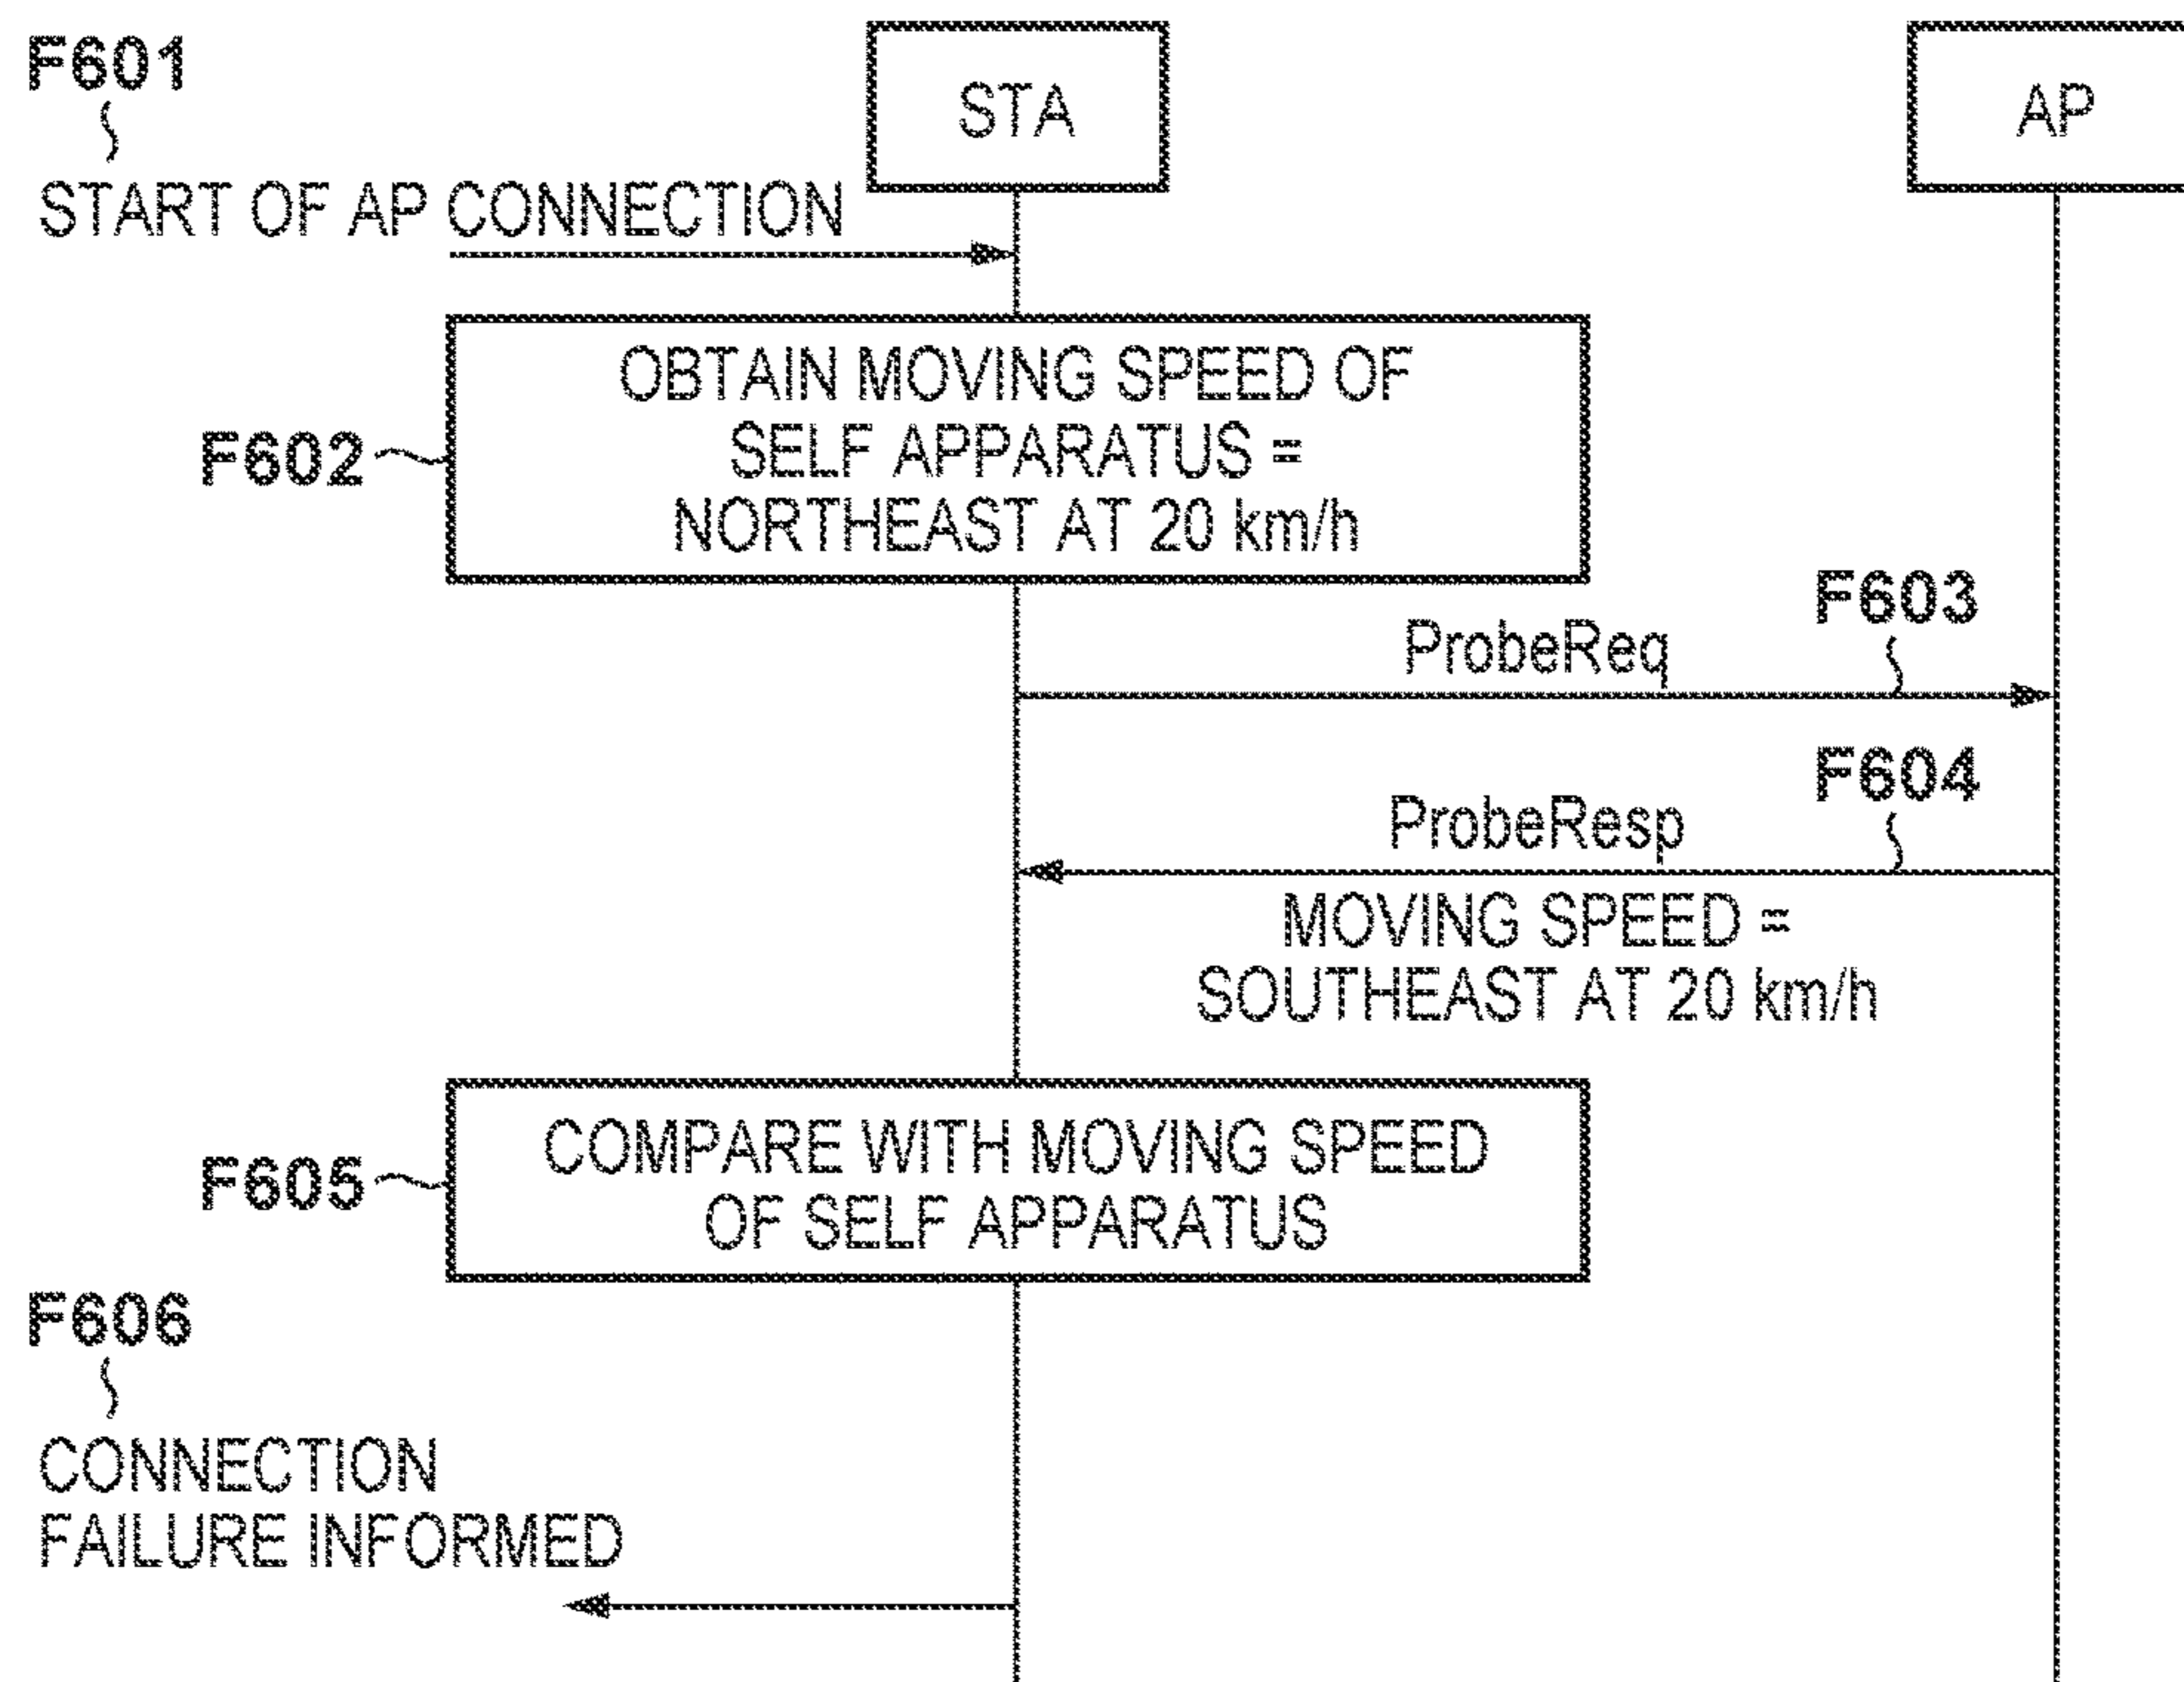 F601
STA
AP
START OF AP CONNECTION
OBTAIN MOVING SPEED OF
SELF APPARATUS =
NORTHEAST AT 20 km/h
F602
F603
ProbeReq
F604
ProbeResp
MOVING SPEED =
SOUTHEAST AT 20 km/h
COMPARE WITH MOVING SPEED
OF SELF APPARATUS
F605
F606
CONNECTION
FAILURE INFORMED